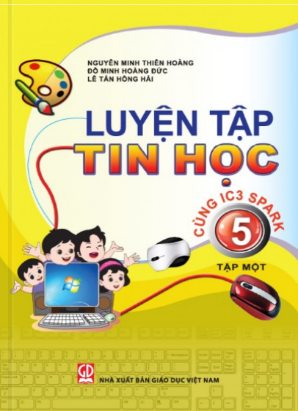 NGUYỄN MINH THIÊN HOÀNG
ĐỖ MINH HOÀNG ĐỨC
LÊ TẤN HỒNG HẢI
LUYỆN TẬP
TIN HỌC
CÙNG IC3 SPARK
5
TẬP MỘT
NHÀ XUẤT BẢN GIÁO DỤC VIỆT NAM